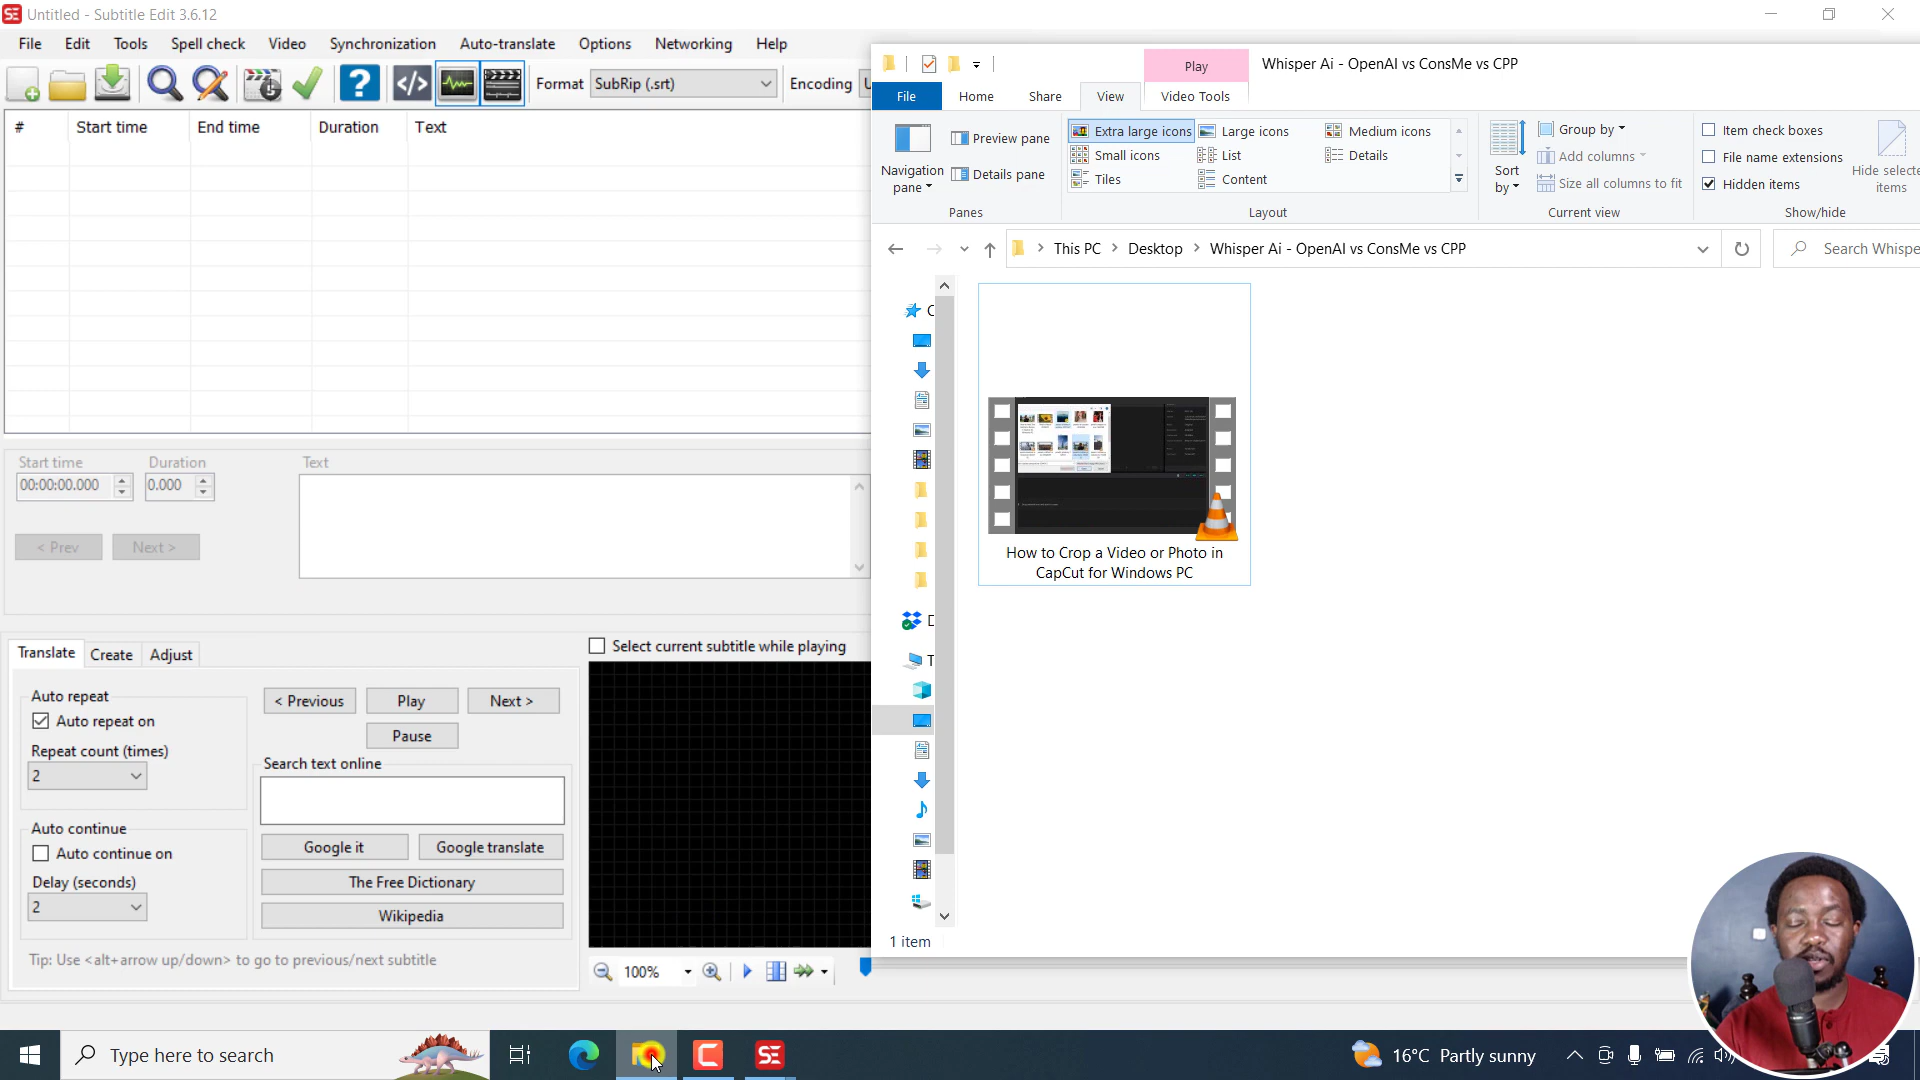 Untitled - Subtitle Edit 3.6.12
File Edit Tools Spell check Video Synchronization Auto-translate Options Networking Help
Format SubRip (.srt) Encoding
# Start time End time Duration Text
Start time Duration Text
00:00:00.000 0.000
< Prev Next >
Translate Create Adjust
Select current subtitle while playing
Auto repeat
Auto repeat on
Repeat count (times)
2
Auto continue
Auto continue on
Delay (seconds)
2
< Previous Play Next >
Pause
Search text online
Google it Google translate
The Free Dictionary
Wikipedia
Tip: Use <alt+arrow up/down> to go to previous/next subtitle
100%
Play Whisper Ai - OpenAI vs ConsMe vs CPP
File Home Share View Video Tools
Navigation pane
Preview pane
Details pane
Panes
Extra large icons Large icons Medium icons
Small icons List Details
Tiles Content
Layout
Sort by
Group by
Add columns
Size all columns to fit
Current view
Item check boxes
File name extensions
Hidden items
Hide selecte
items
Show/hide
This PC > Desktop > Whisper Ai - OpenAI vs ConsMe vs CPP
Search Whispe
How to Crop a Video or Photo in
CapCut for Windows PC
1 item
Type here to search
16°C Partly sunny